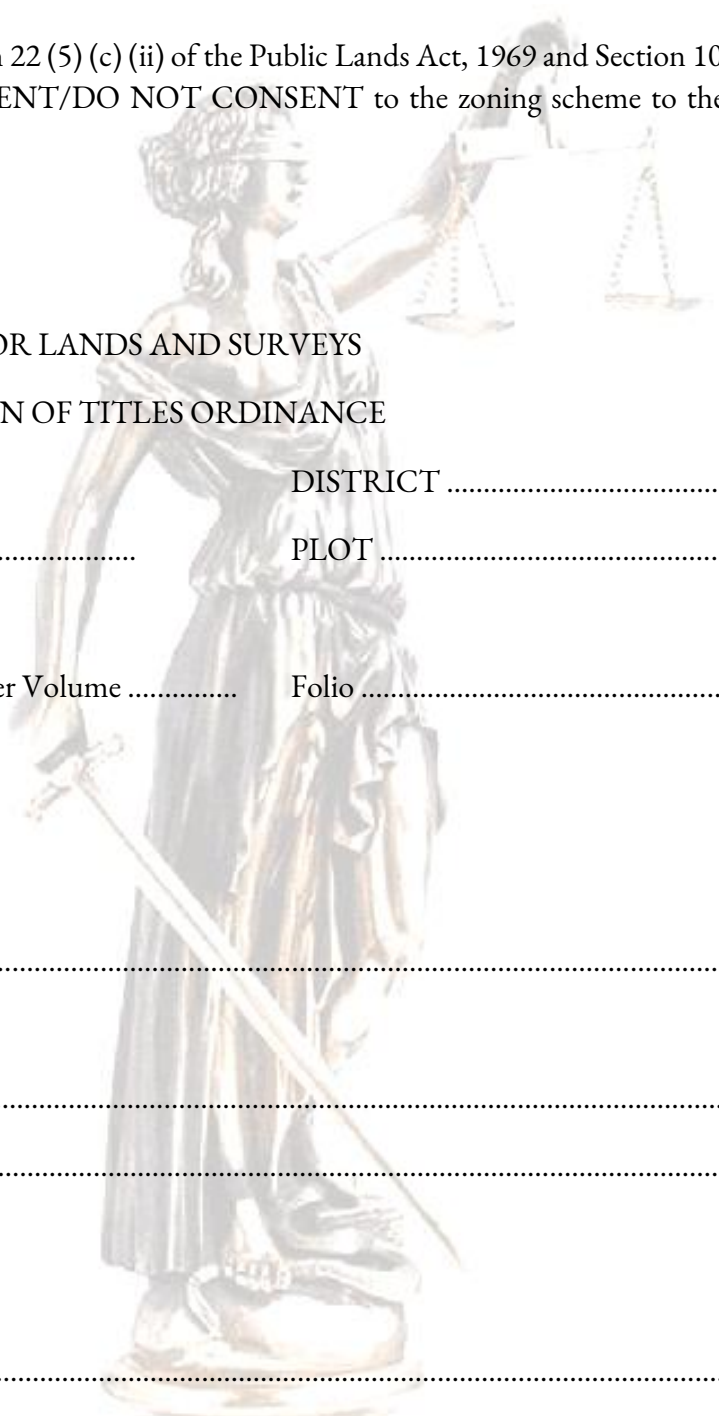 22 (5) (c) (ii) of the Public Lands Act, 1969 and Section 10
ENT/DO NOT CONSENT to the zoning scheme to the
OR LANDS AND SURVEYS
N OF TITLES ORDINANCE
DISTRICT ......................................
.................... PLOT ...............................................
er Volume .............. Folio .................................................
....................................................................................................
....................................................................................................
....................................................................................................
....................................................................................................